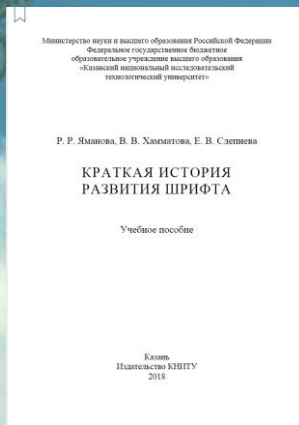 Министерство науки и высшего образования Российской Федерации
Федеральное государственное бюджетное
образовательное учреждение высшего образования
«Казанский национальный исследовательский
технологический университет»
Р. Р. Яманова, В. В. Хамматова, Е. В. Слепнева
КРАТКАЯ ИСТОРИЯ
РАЗВИТИЯ ШРИФТА
Учебное пособие
Казань
Издательство КНИТУ
2018